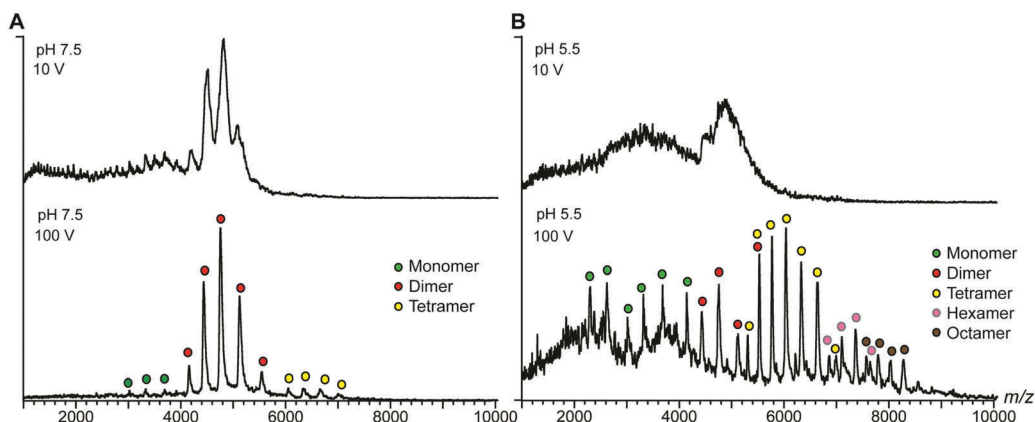 A
pH 7.5
10 V
pH 7.5
100 V
Monomer
Dimer
Tetramer
2000 4000 6000 8000 10000
B
pH 5.5
10 V
pH 5.5
100 V
Monomer
Dimer
Tetramer
Hexamer
Octamer
2000 4000 6000 8000 10000 m/z